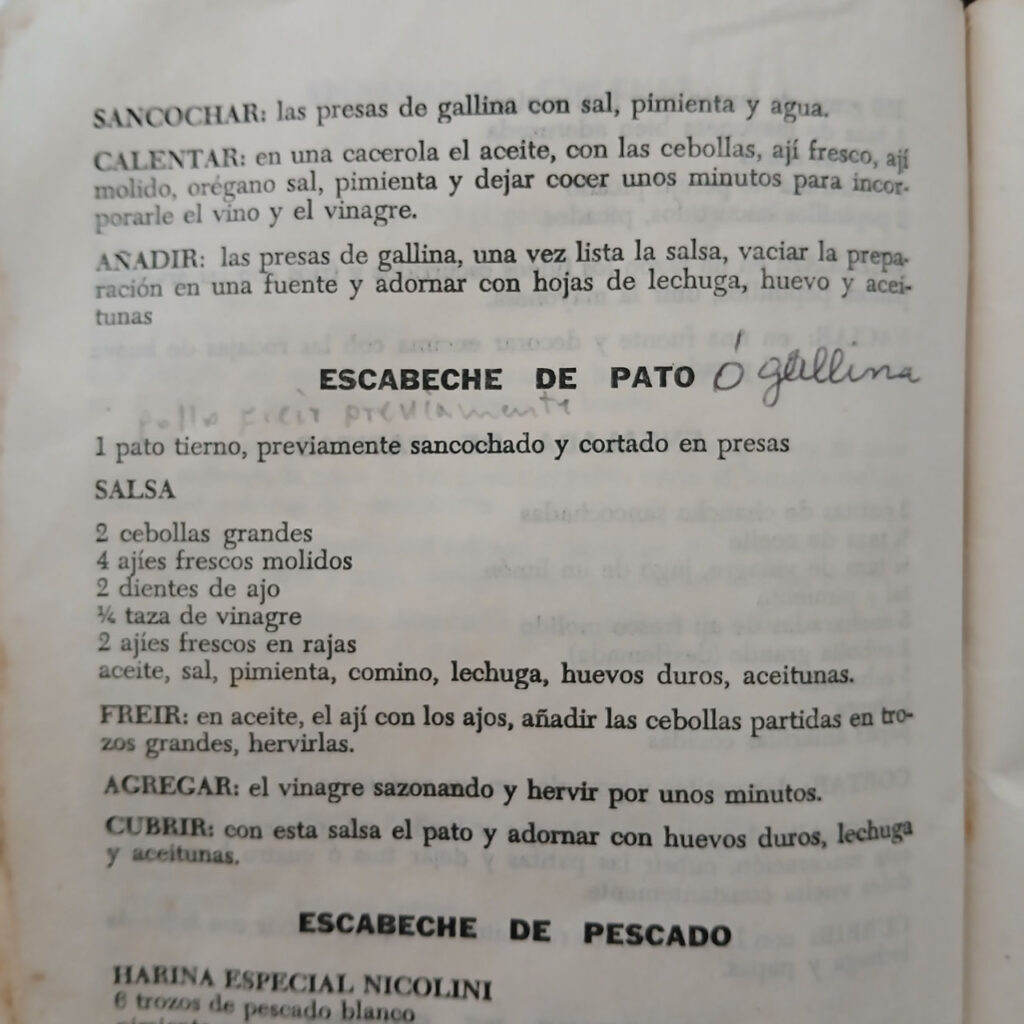 SANCOCHAR: las presas de gallina con sal, pimienta y agua.
CALENTAR: en una cacerola el aceite, con las cebollas, ají fresco, ají
molido, orégano sal, pimienta y dejar cocer unos minutos para incor-
porarle el vino y el vinagre.
AÑADIR: las presas de gallina, una vez lista la salsa, vaciar la prepa-
ración en una fuente y adornar con hojas de lechuga, huevo y acei-
tunas
ESCABECHE DE PATO ó gallina
pollo freir previamente
1 pato tierno, previamente sancochado y cortado en presas
SALSA
2 cebollas grandes
4 ajíes frescos molidos
2 dientes de ajo
¼ taza de vinagre
2 ajíes frescos en rajas
aceite, sal, pimienta, comino, lechuga, huevos duros, aceitunas.
FREIR: en aceite, el ají con los ajos, añadir las cebollas partidas en tro-
zos grandes, hervirlas.
AGREGAR: el vinagre sazonando y hervir por unos minutos.
CUBRIR: con esta salsa el pato y adornar con huevos duros, lechuga
y aceitunas.
ESCABECHE DE PESCADO
HARINA ESPECIAL NICOLINI
6 trozos de pescado blanco